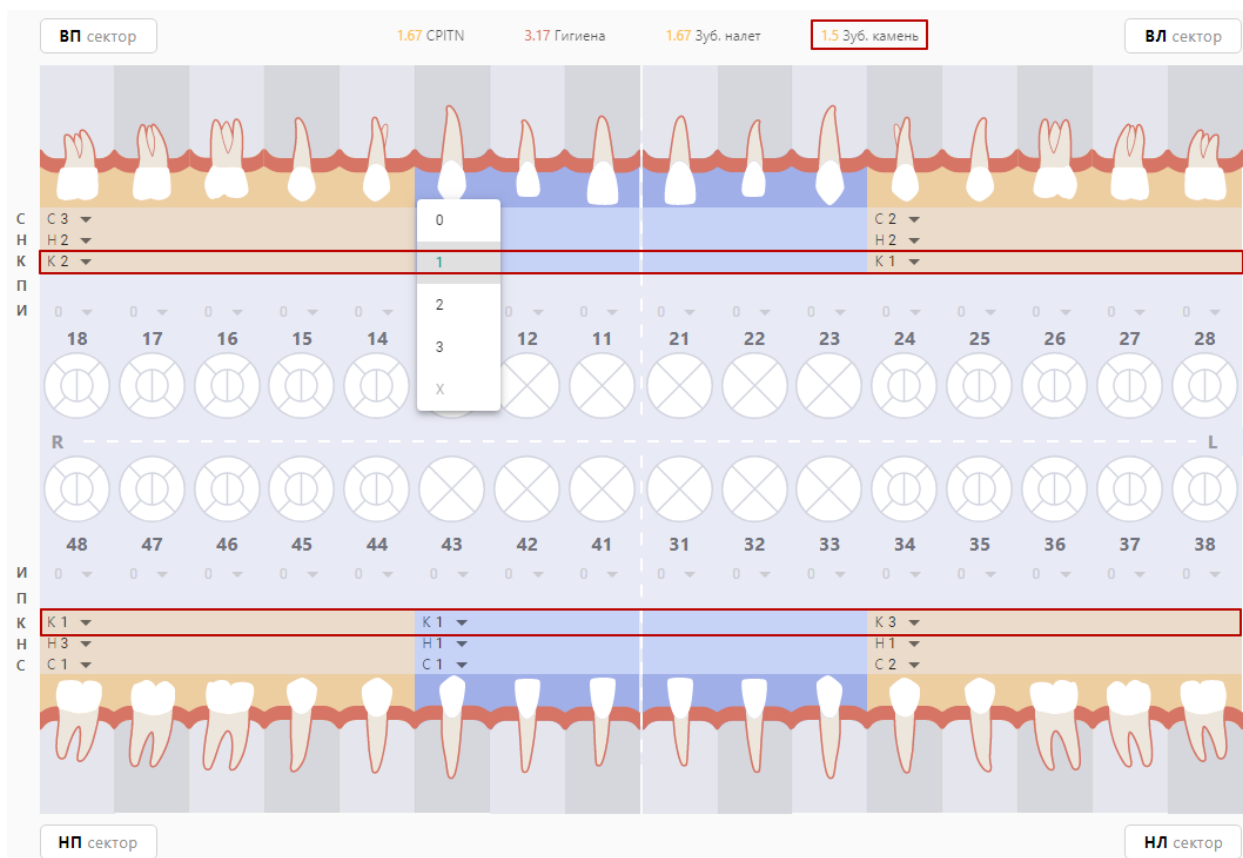 ВП сектор 1.67 CPITN 3.17 Гигиена 1.67 Зуб. налет 1.5 Зуб. камень ВЛ сектор
С C 3 0 C 2
Н H 2 H 2
К K 2 1 K 1
П
И 0 0 0 0 0 2 0 0 0 0 0 0 0 0 0 0
18 17 16 15 14 3 12 11 21 22 23 24 25 26 27 28
X
R L
48 47 46 45 44 43 42 41 31 32 33 34 35 36 37 38
И 0 0 0 0 0 0 0 0 0 0 0 0 0 0 0 0
П
К K 1 K 1 K 3
Н H 3 H 1 H 1
С C 1 C 1 C 2
НП сектор НЛ сектор